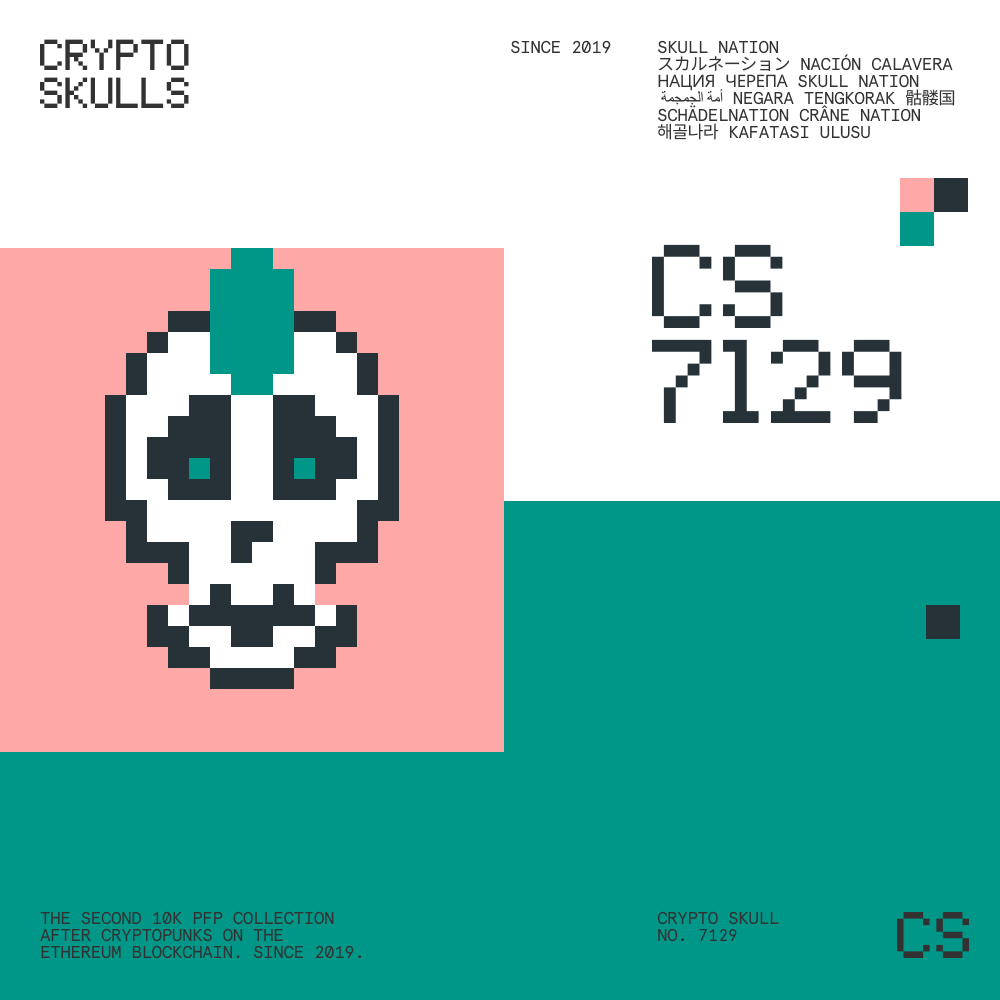 CRYPTO
SKULLS
SINCE 2019
SKULL NATION
スカルネーション NACIÓN CALAVERA
НАЦИЯ ЧЕРЕПА SKULL NATION
أمة الجمجمة NEGARA TENGKORAK 骷髅国
SCHÄDELNATION CRÂNE NATION
해골나라 KAFATASI ULUSU
CS
7129
THE SECOND 10K PFP COLLECTION
AFTER CRYPTOPUNKS ON THE
ETHEREUM BLOCKCHAIN. SINCE 2019.
CRYPTO SKULL
NO. 7129
CS